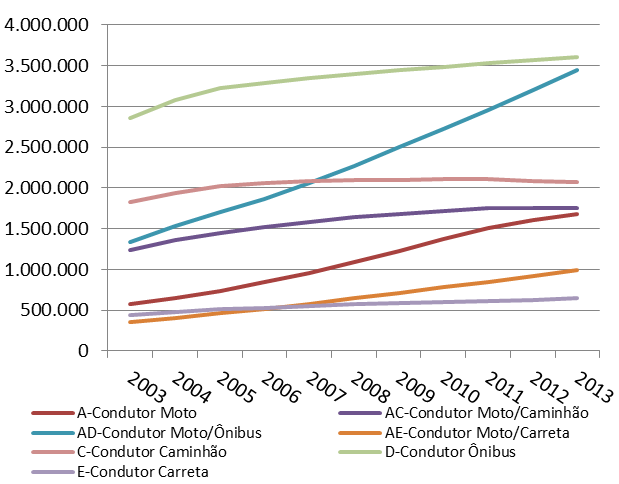 4.000.000
3.500.000
3.000.000
2.500.000
2.000.000
1.500.000
1.000.000
500.000
0
2003 2004 2005 2006 2007 2008 2009 2010 2011 2012 2013
A-Condutor Moto AC-Condutor Moto/Caminhão
AD-Condutor Moto/Ônibus AE-Condutor Moto/Carreta
C-Condutor Caminhão D-Condutor Ônibus
E-Condutor Carreta